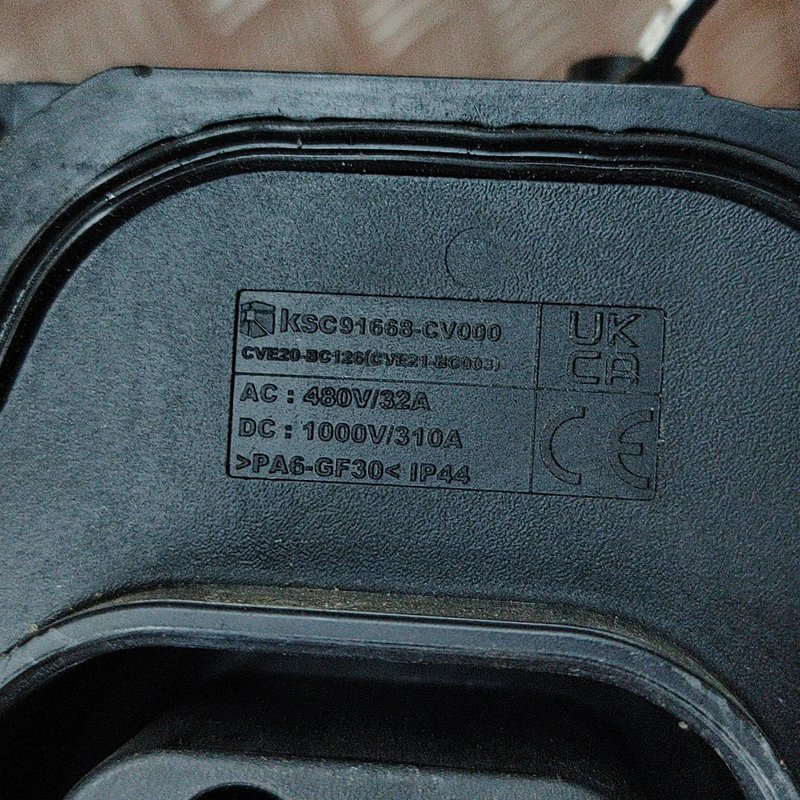 KSC91668-CV000
CVE20-BC126(CVE21-BC003)
AC : 480V/32A
DC : 1000V/310A
>PA6-GF30< IP44
UK
CA
CE